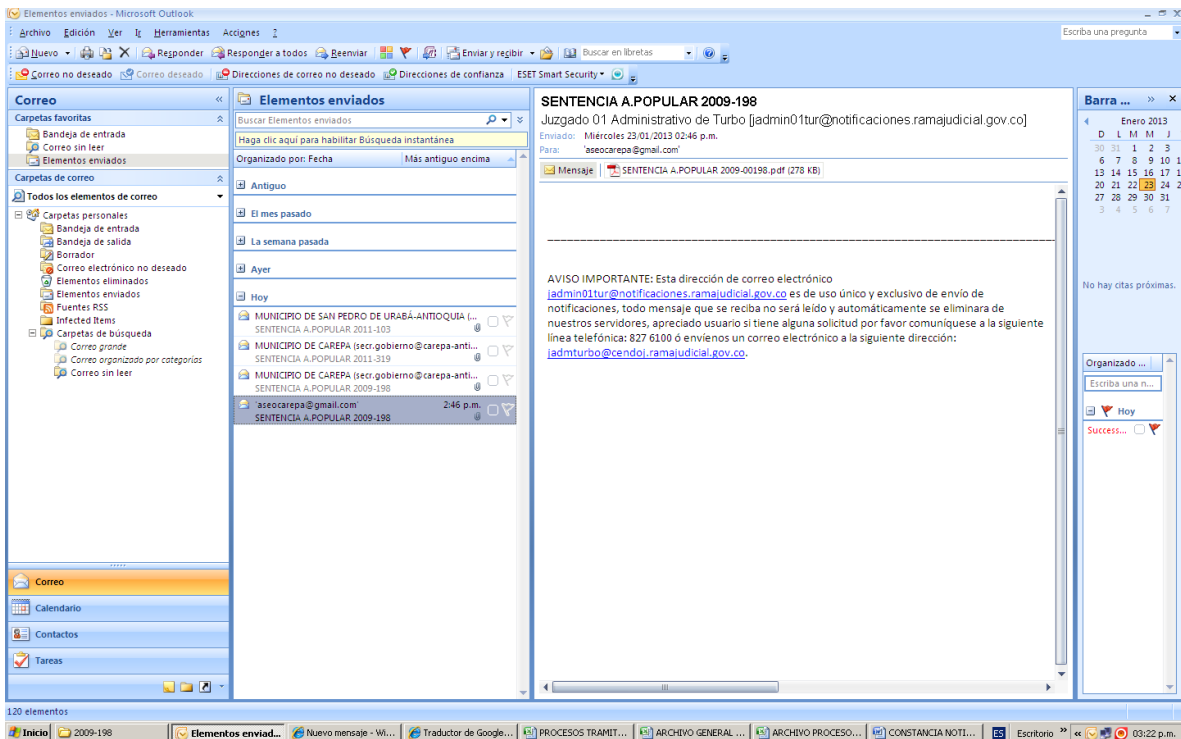 Elementos enviados - Microsoft Outlook
Archivo Edición Ver Ir Herramientas Acciones ?
Escriba una pregunta
Nuevo Responder Responder a todos Reenviar Enviar y recibir Buscar en libretas
Correo no deseado Correo deseado Direcciones de correo no deseado Direcciones de confianza ESET Smart Security
Correo
Carpetas favoritas
Bandeja de entrada
Correo sin leer
Elementos enviados
Carpetas de correo
Todos los elementos de correo
Carpetas personales
Bandeja de entrada
Bandeja de salida
Borrador
Correo electrónico no deseado
Elementos eliminados
Elementos enviados
Fuentes RSS
Infected Items
Carpetas de búsqueda
Correo grande
Correo organizado por categorías
Correo sin leer
Correo
Calendario
Contactos
Tareas
Elementos enviados
Buscar Elementos enviados
Haga clic aquí para habilitar Búsqueda instantánea
Organizado por: Fecha Más antiguo encima
Antiguo
El mes pasado
La semana pasada
Ayer
Hoy
MUNICIPIO DE SAN PEDRO DE URABÁ-ANTIOQUIA (...
SENTENCIA A.POPULAR 2011-103
MUNICIPIO DE CAREPA (secr.gobierno@carepa-anti...
SENTENCIA A.POPULAR 2011-319
MUNICIPIO DE CAREPA (secr.gobierno@carepa-anti...
SENTENCIA A.POPULAR 2009-198
'aseocarepa@gmail.com' 2:46 p.m.
SENTENCIA A.POPULAR 2009-198
SENTENCIA A.POPULAR 2009-198
Juzgado 01 Administrativo de Turbo [jadmin01tur@notificaciones.ramajudicial.gov.co]
Enviado: Miércoles 23/01/2013 02:46 p.m.
Para: 'aseocarepa@gmail.com'
Mensaje SENTENCIA A.POPULAR 2009-00198.pdf (278 KB)
AVISO IMPORTANTE: Esta dirección de correo electrónico
jadmin01tur@notificaciones.ramajudicial.gov.co es de uso único y exclusivo de envío de
notificaciones, todo mensaje que se reciba no será leído y automáticamente se eliminara de
nuestros servidores, apreciado usuario si tiene alguna solicitud por favor comuníquese a la siguiente
línea telefónica: 827 6100 ó envíenos un correo electrónico a la siguiente dirección:
jadmturbo@cendoj.ramajudicial.gov.co.
Barra ...
Enero 2013
D L M M J
30 31 1 2 3
6 7 8 9 10 1
13 14 15 16 17 1
20 21 22 23 24 2
27 28 29 30 31
3 4 5 6 7
No hay citas próximas.
Organizado ...
Escriba una n...
Hoy
Success...
120 elementos
Inicio 2009-198 Elementos enviad... Nuevo mensaje - Wi... Traductor de Google... PROCESOS TRAMIT... ARCHIVO GENERAL ... ARCHIVO PROCESO... CONSTANCIA NOTI... ES Escritorio 03:22 p.m.